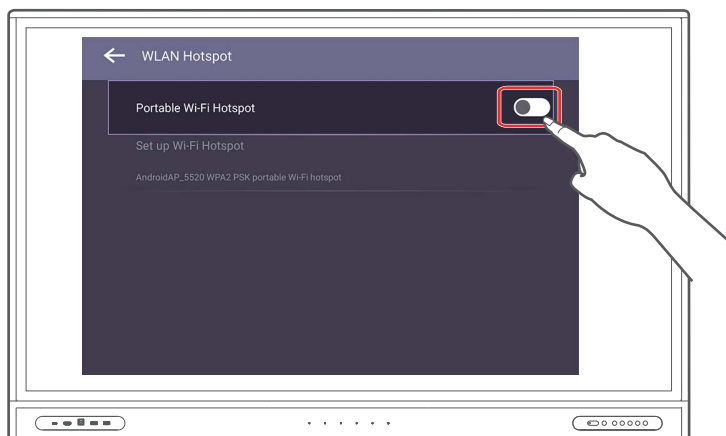 WLAN Hotspot
Portable Wi-Fi Hotspot
Set up Wi-Fi Hotspot
AndroidAP_5520 WPA2 PSK portable Wi-Fi hotspot